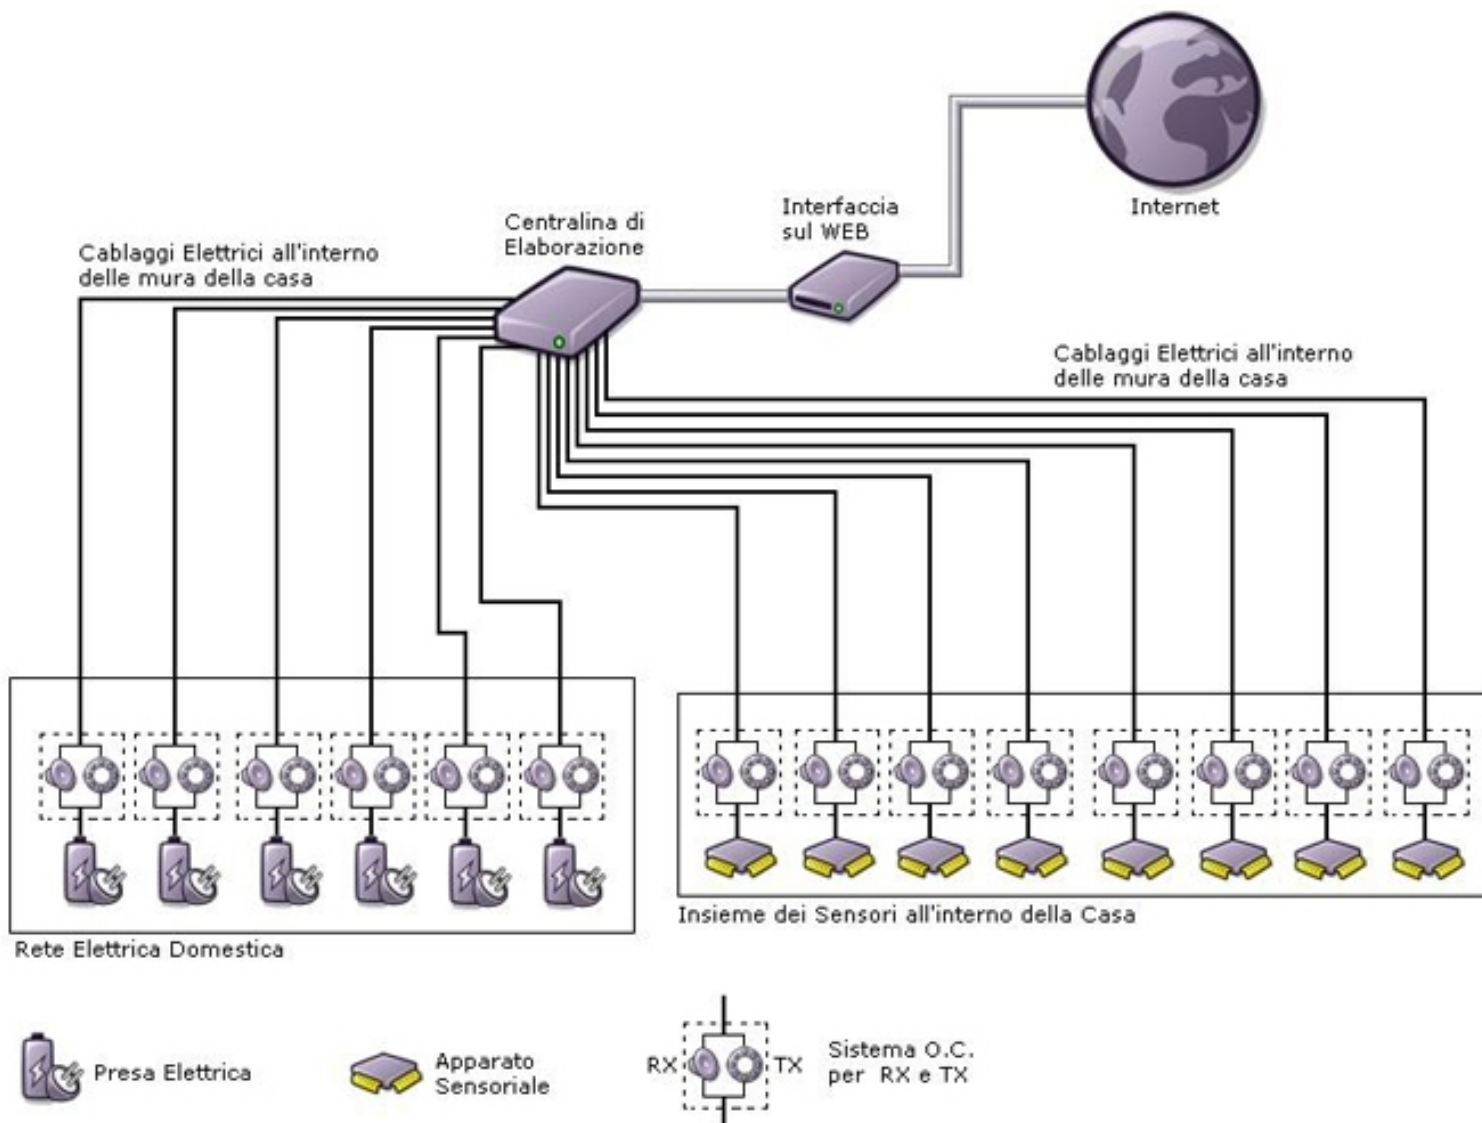 Internet
Interfaccia
sul WEB
Centralina di
Elaborazione
Cablaggi Elettrici all'interno
delle mura della casa
Cablaggi Elettrici all'interno
delle mura della casa
Insieme dei Sensori all'interno della Casa
Rete Elettrica Domestica
Presa Elettrica
Apparato
Sensoriale
RX
TX
Sistema O.C.
per RX e TX